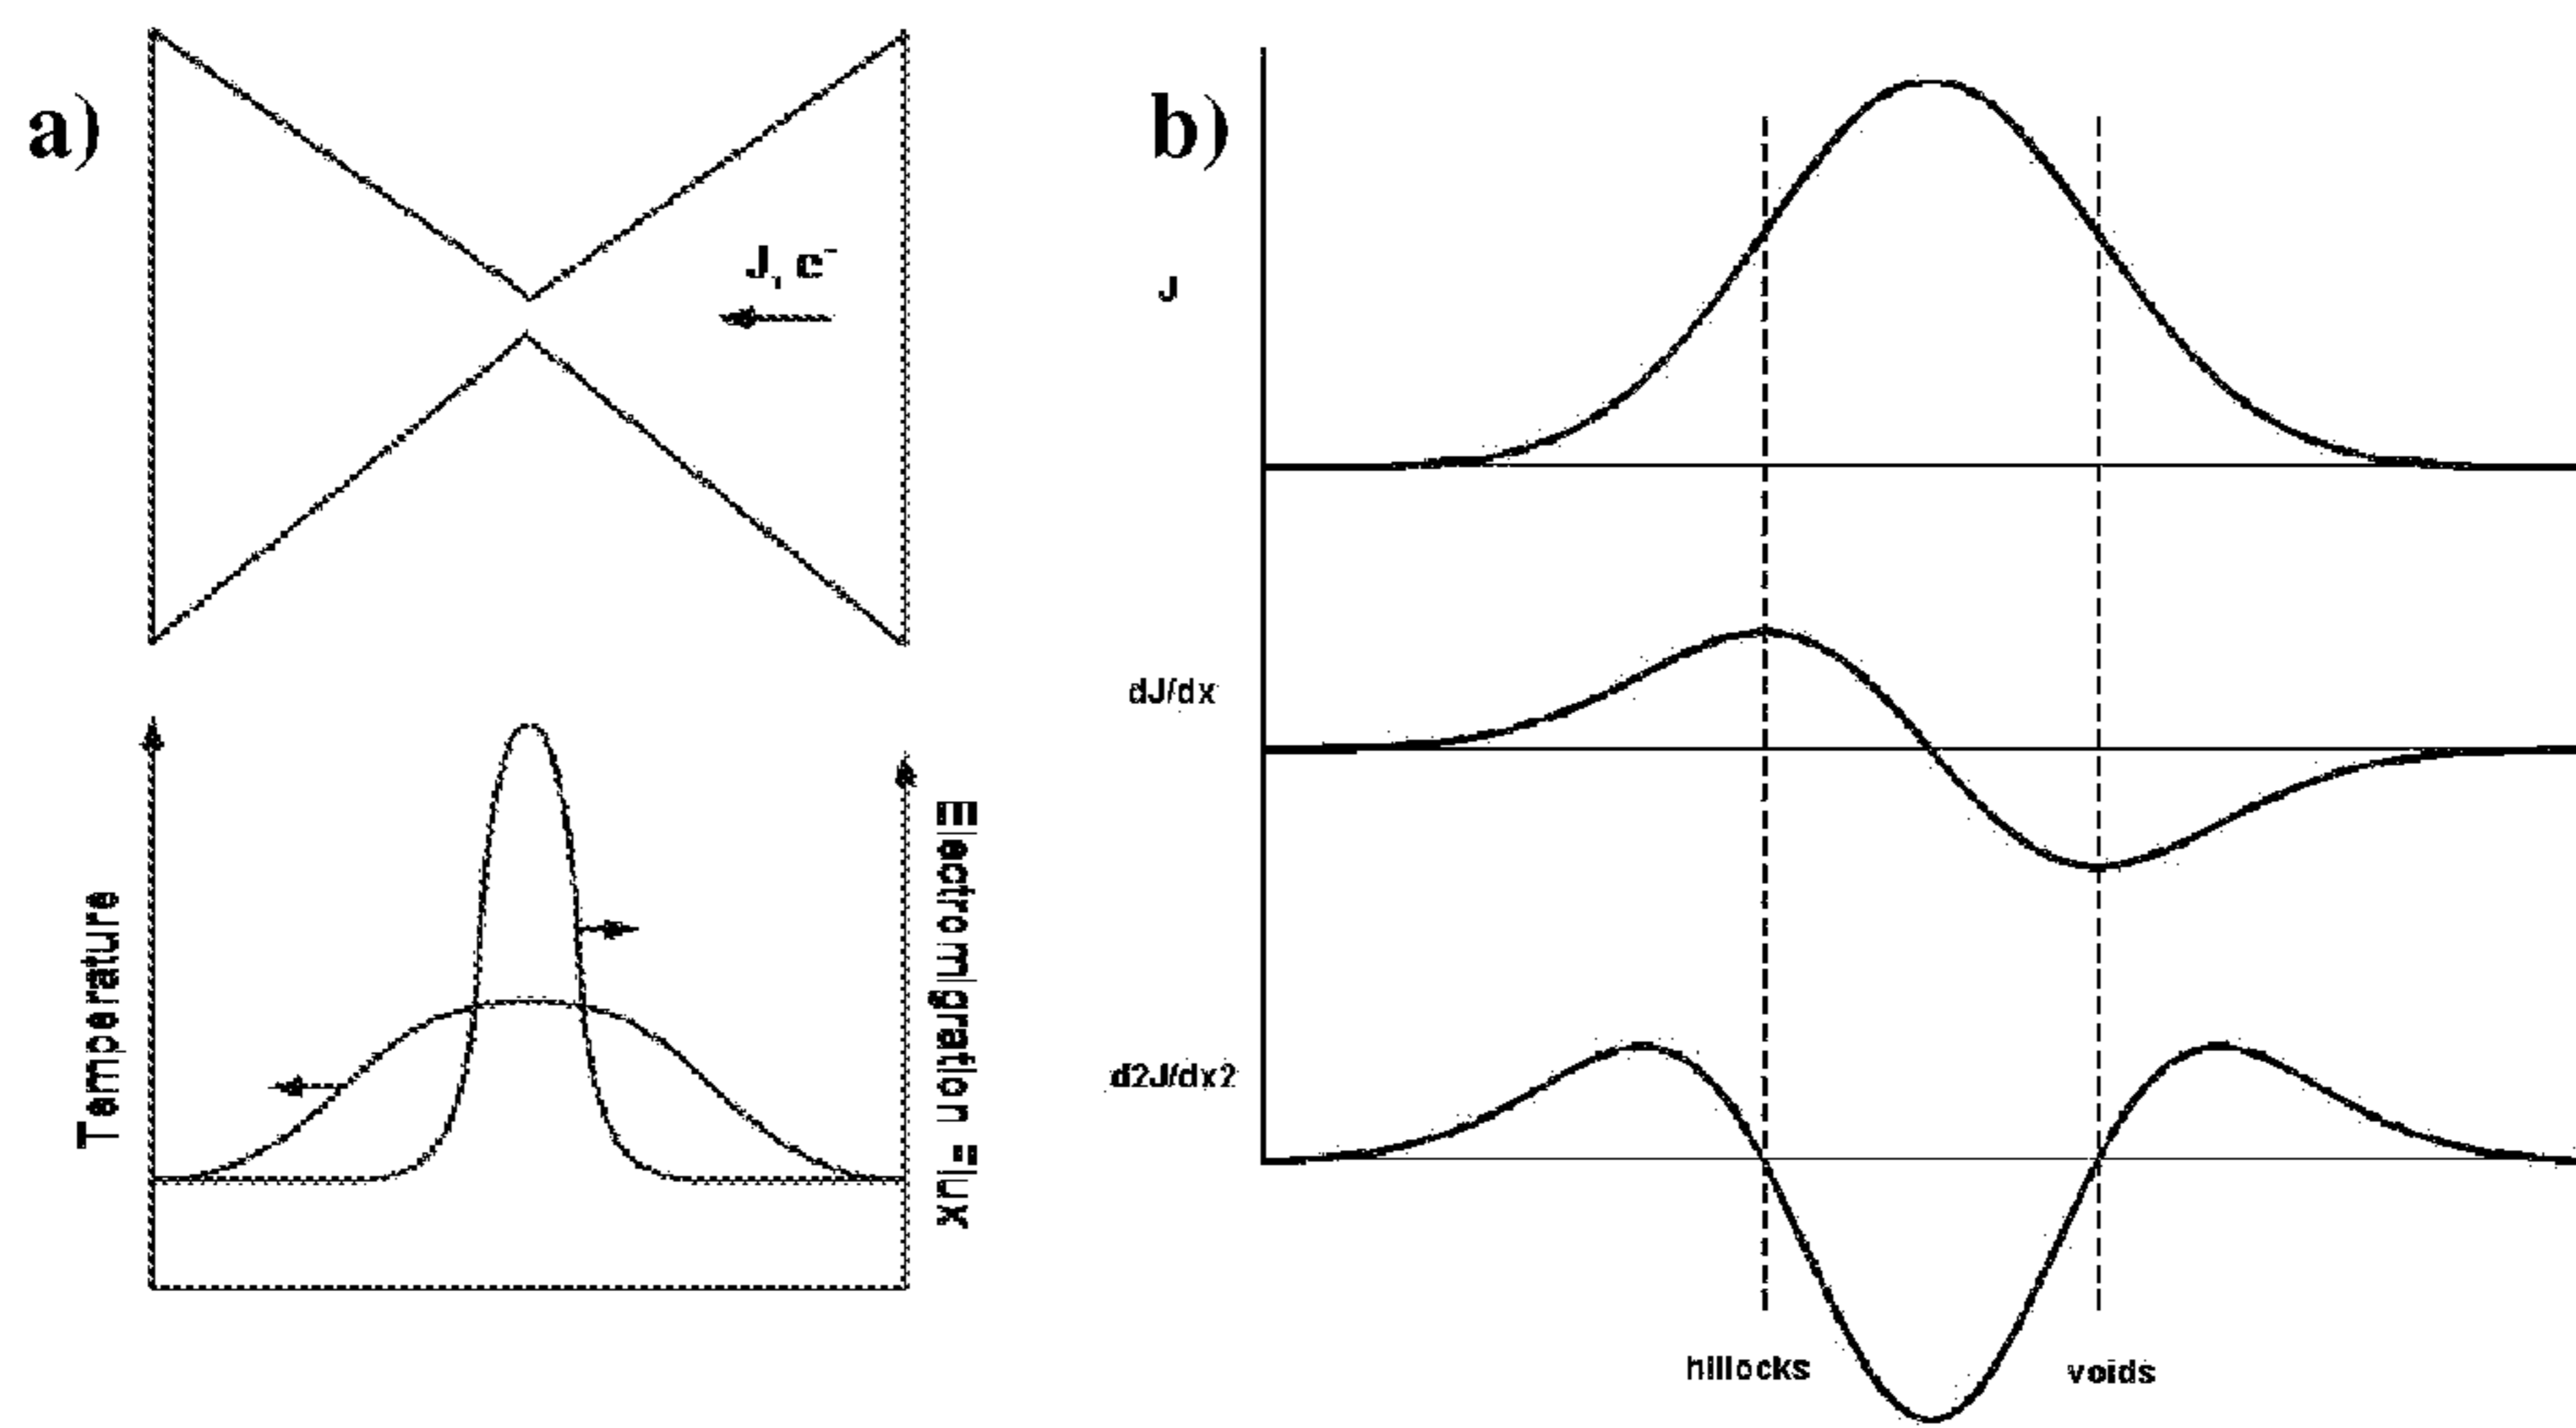 a)
J, e⁻
Temperature
Electromigration Flux
b)
J
dJ/dx
d2J/dx2
hillocks
voids